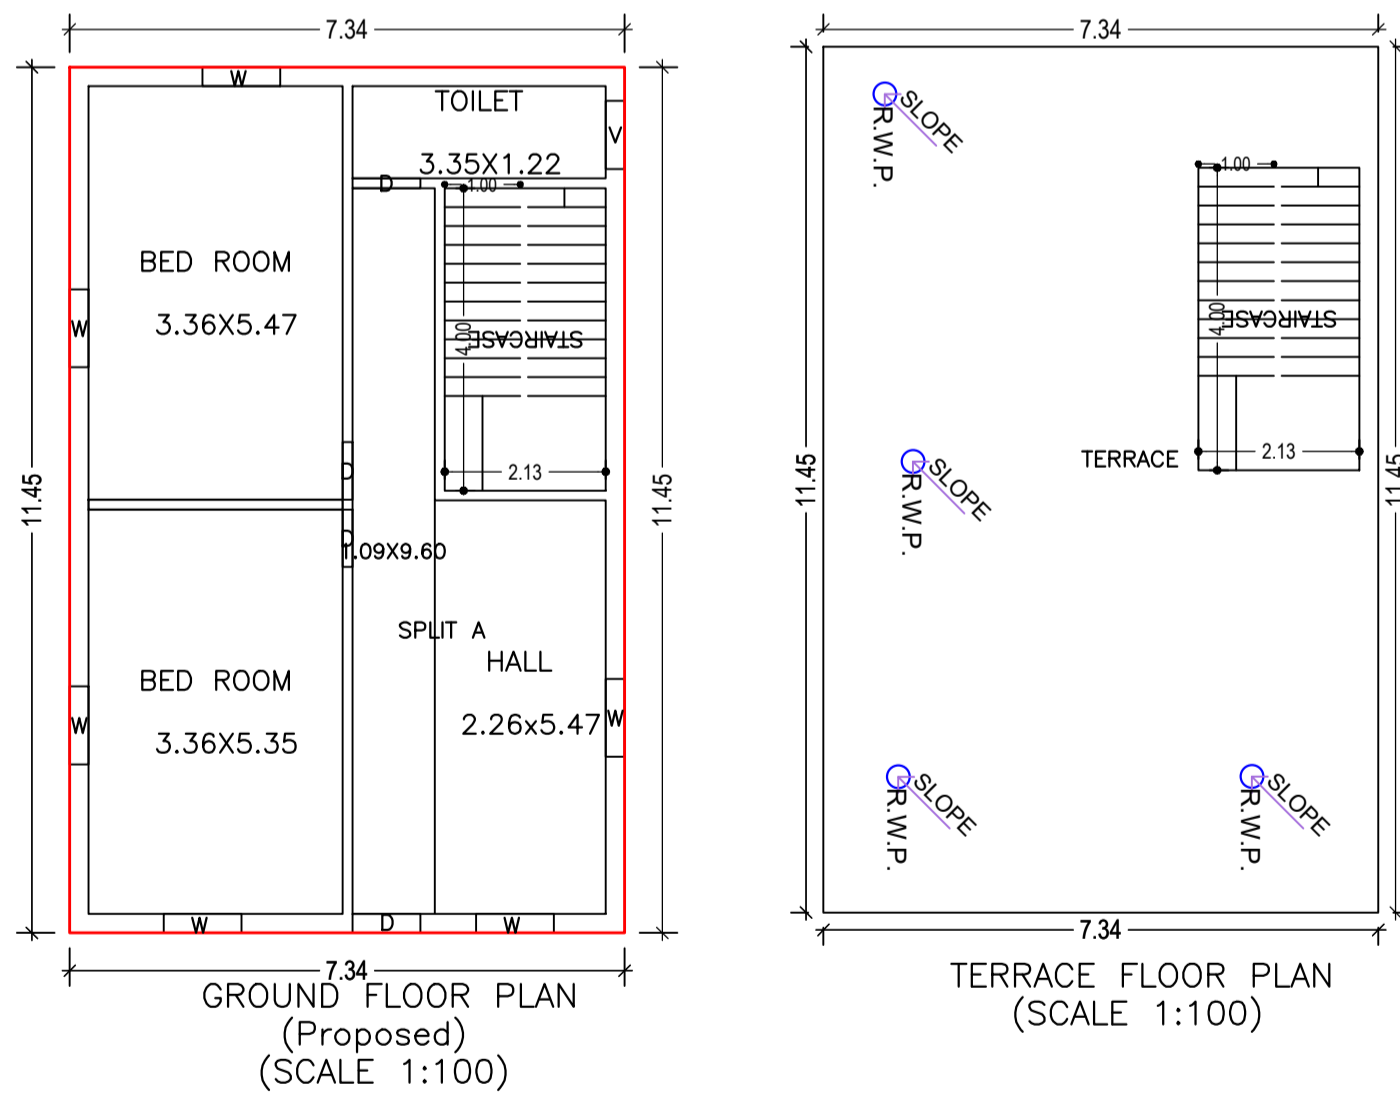 7.34
W
TOILET
V
3.35X1.22
D
1.00
BED ROOM
3.36X5.47
W
4.00
STAIRCASE
D
2.13
11.45
11.45
D
1.09X9.60
SPLIT A
HALL
BED ROOM
2.26x5.47
W
W
3.36X5.35
W
D
W
7.34
GROUND FLOOR PLAN
(Proposed)
(SCALE 1:100)
7.34
SLOPE
R.W.P.
1.00
4.00
STAIRCASE
2.13
TERRACE
11.45
11.45
SLOPE
R.W.P.
SLOPE
R.W.P.
SLOPE
R.W.P.
7.34
TERRACE FLOOR PLAN
(SCALE 1:100)